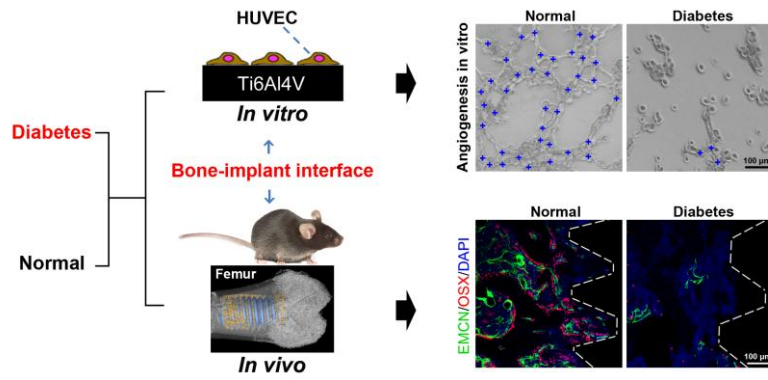 HUVEC
Ti6Al4V
In vitro
Diabetes
Bone-implant interface
Normal
Femur
In vivo
Normal
Diabetes
Angiogenesis in vitro
100 μm
Normal
Diabetes
EMCN/OSX/DAPI
100 μm